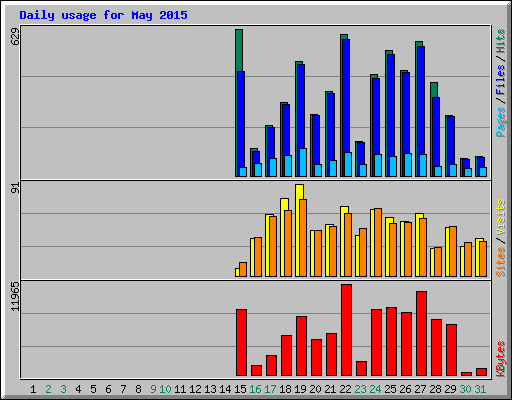 Daily usage for May 2015
629
Pages / Files / Hits
91
Sites / Visits
11965
KBytes
1 2 3 4 5 6 7 8 9 10 11 12 13 14 15 16 17 18 19 20 21 22 23 24 25 26 27 28 29 30 31